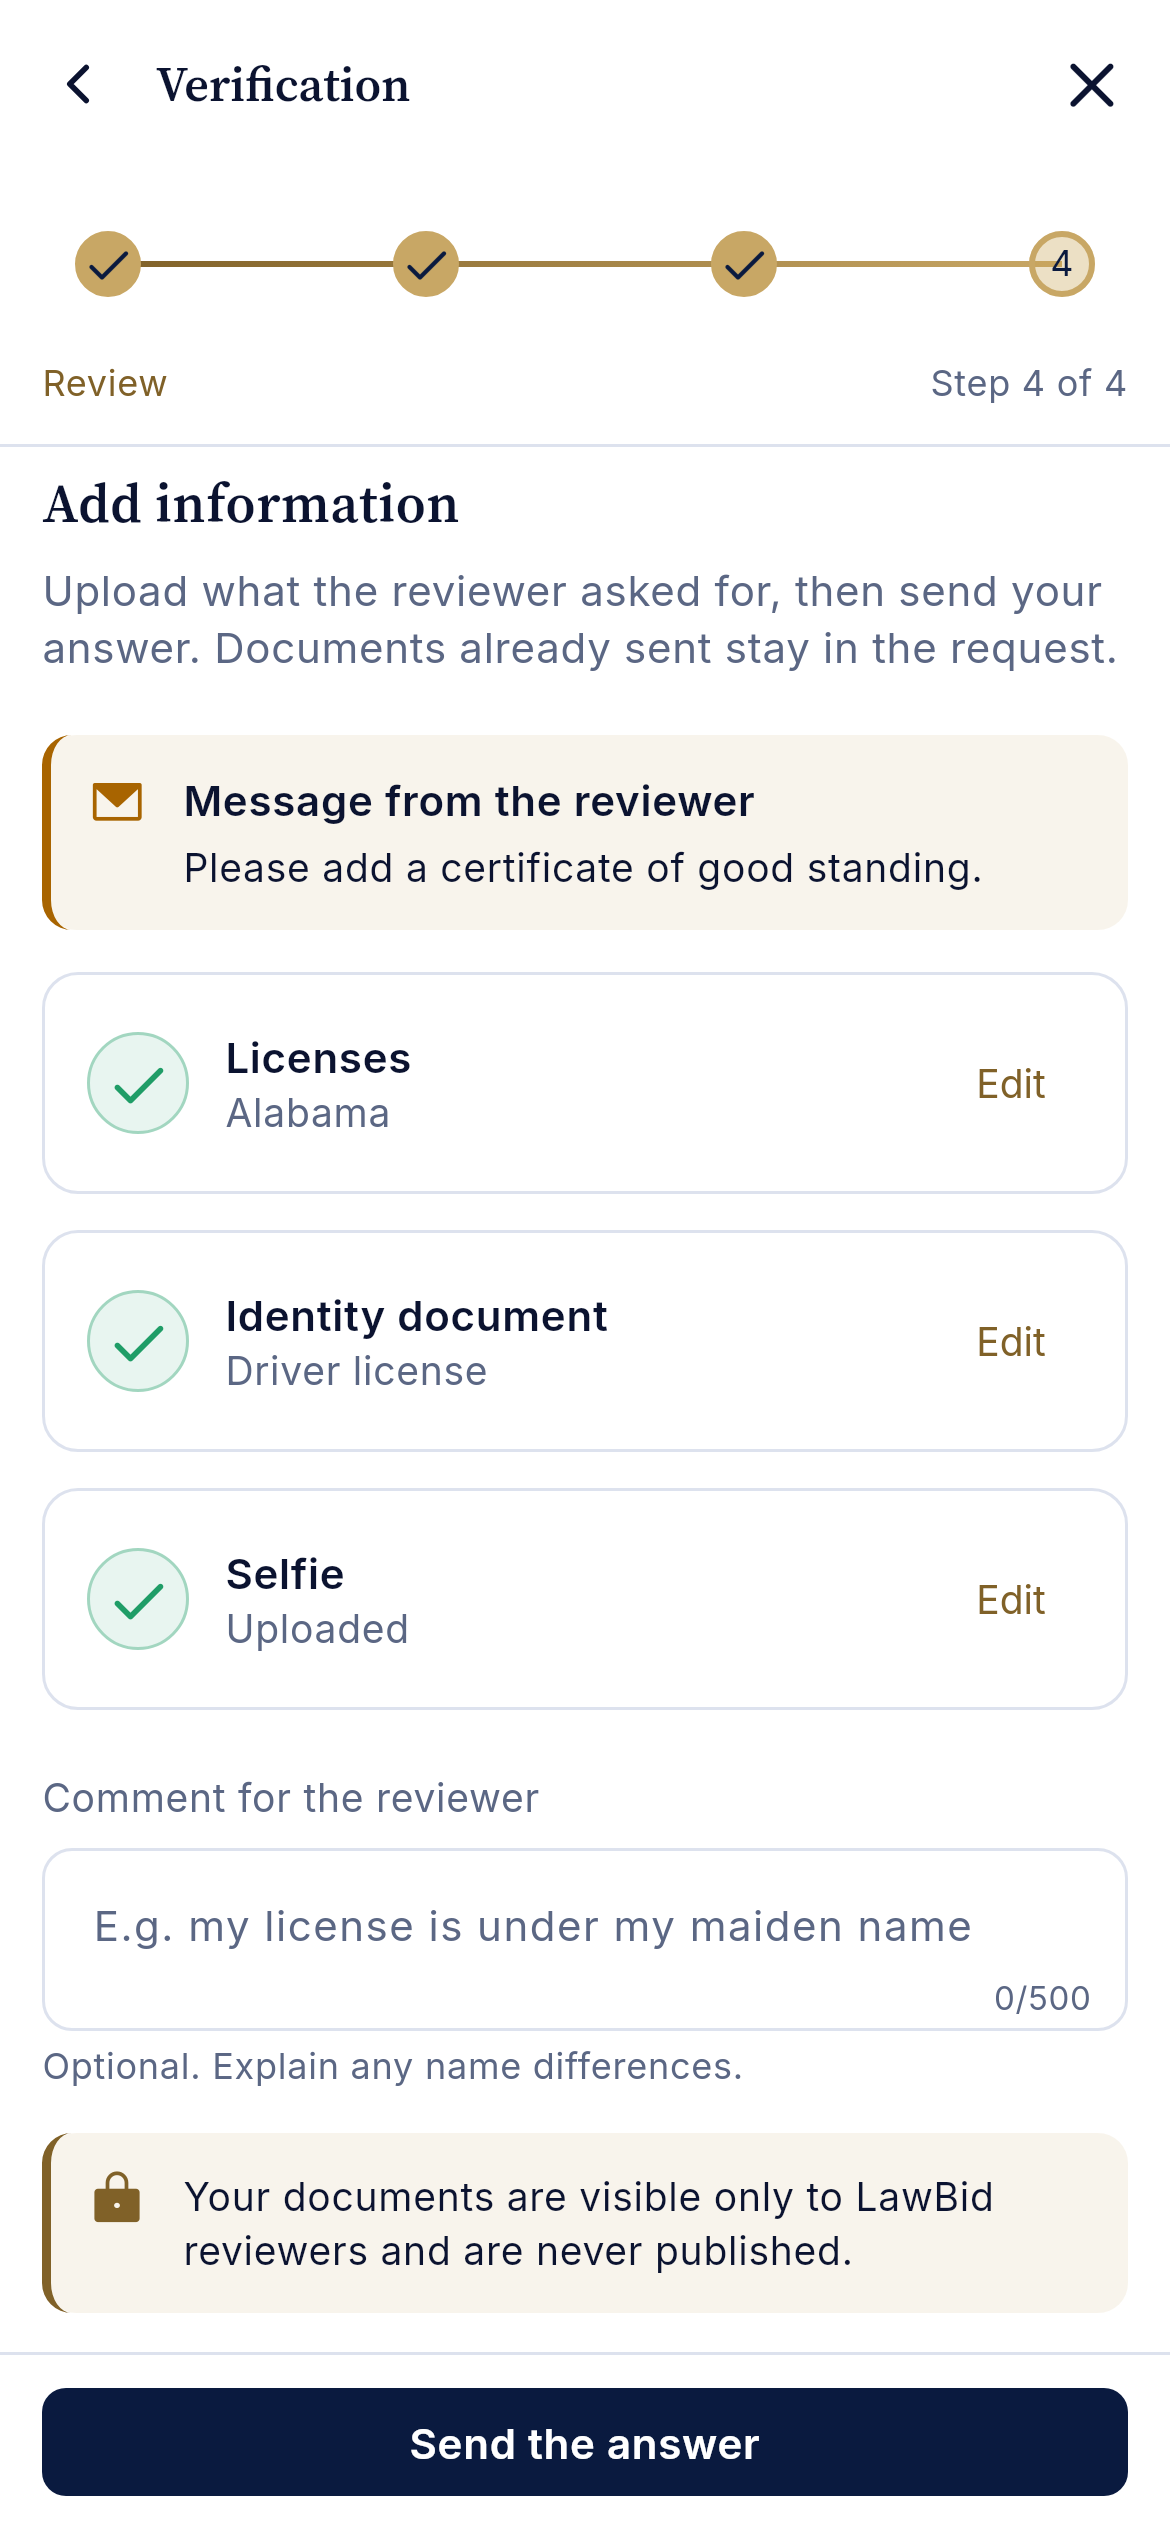 Verification
4
Review
Step 4 of 4
Add information
Upload what the reviewer asked for, then send your
answer. Documents already sent stay in the request.
Message from the reviewer
Please add a certificate of good standing.
Licenses
Alabama
Edit
Identity document
Driver license
Edit
Selfie
Uploaded
Edit
Comment for the reviewer
E.g. my license is under my maiden name
0/500
Optional. Explain any name differences.
Your documents are visible only to LawBid
reviewers and are never published.
Send the answer